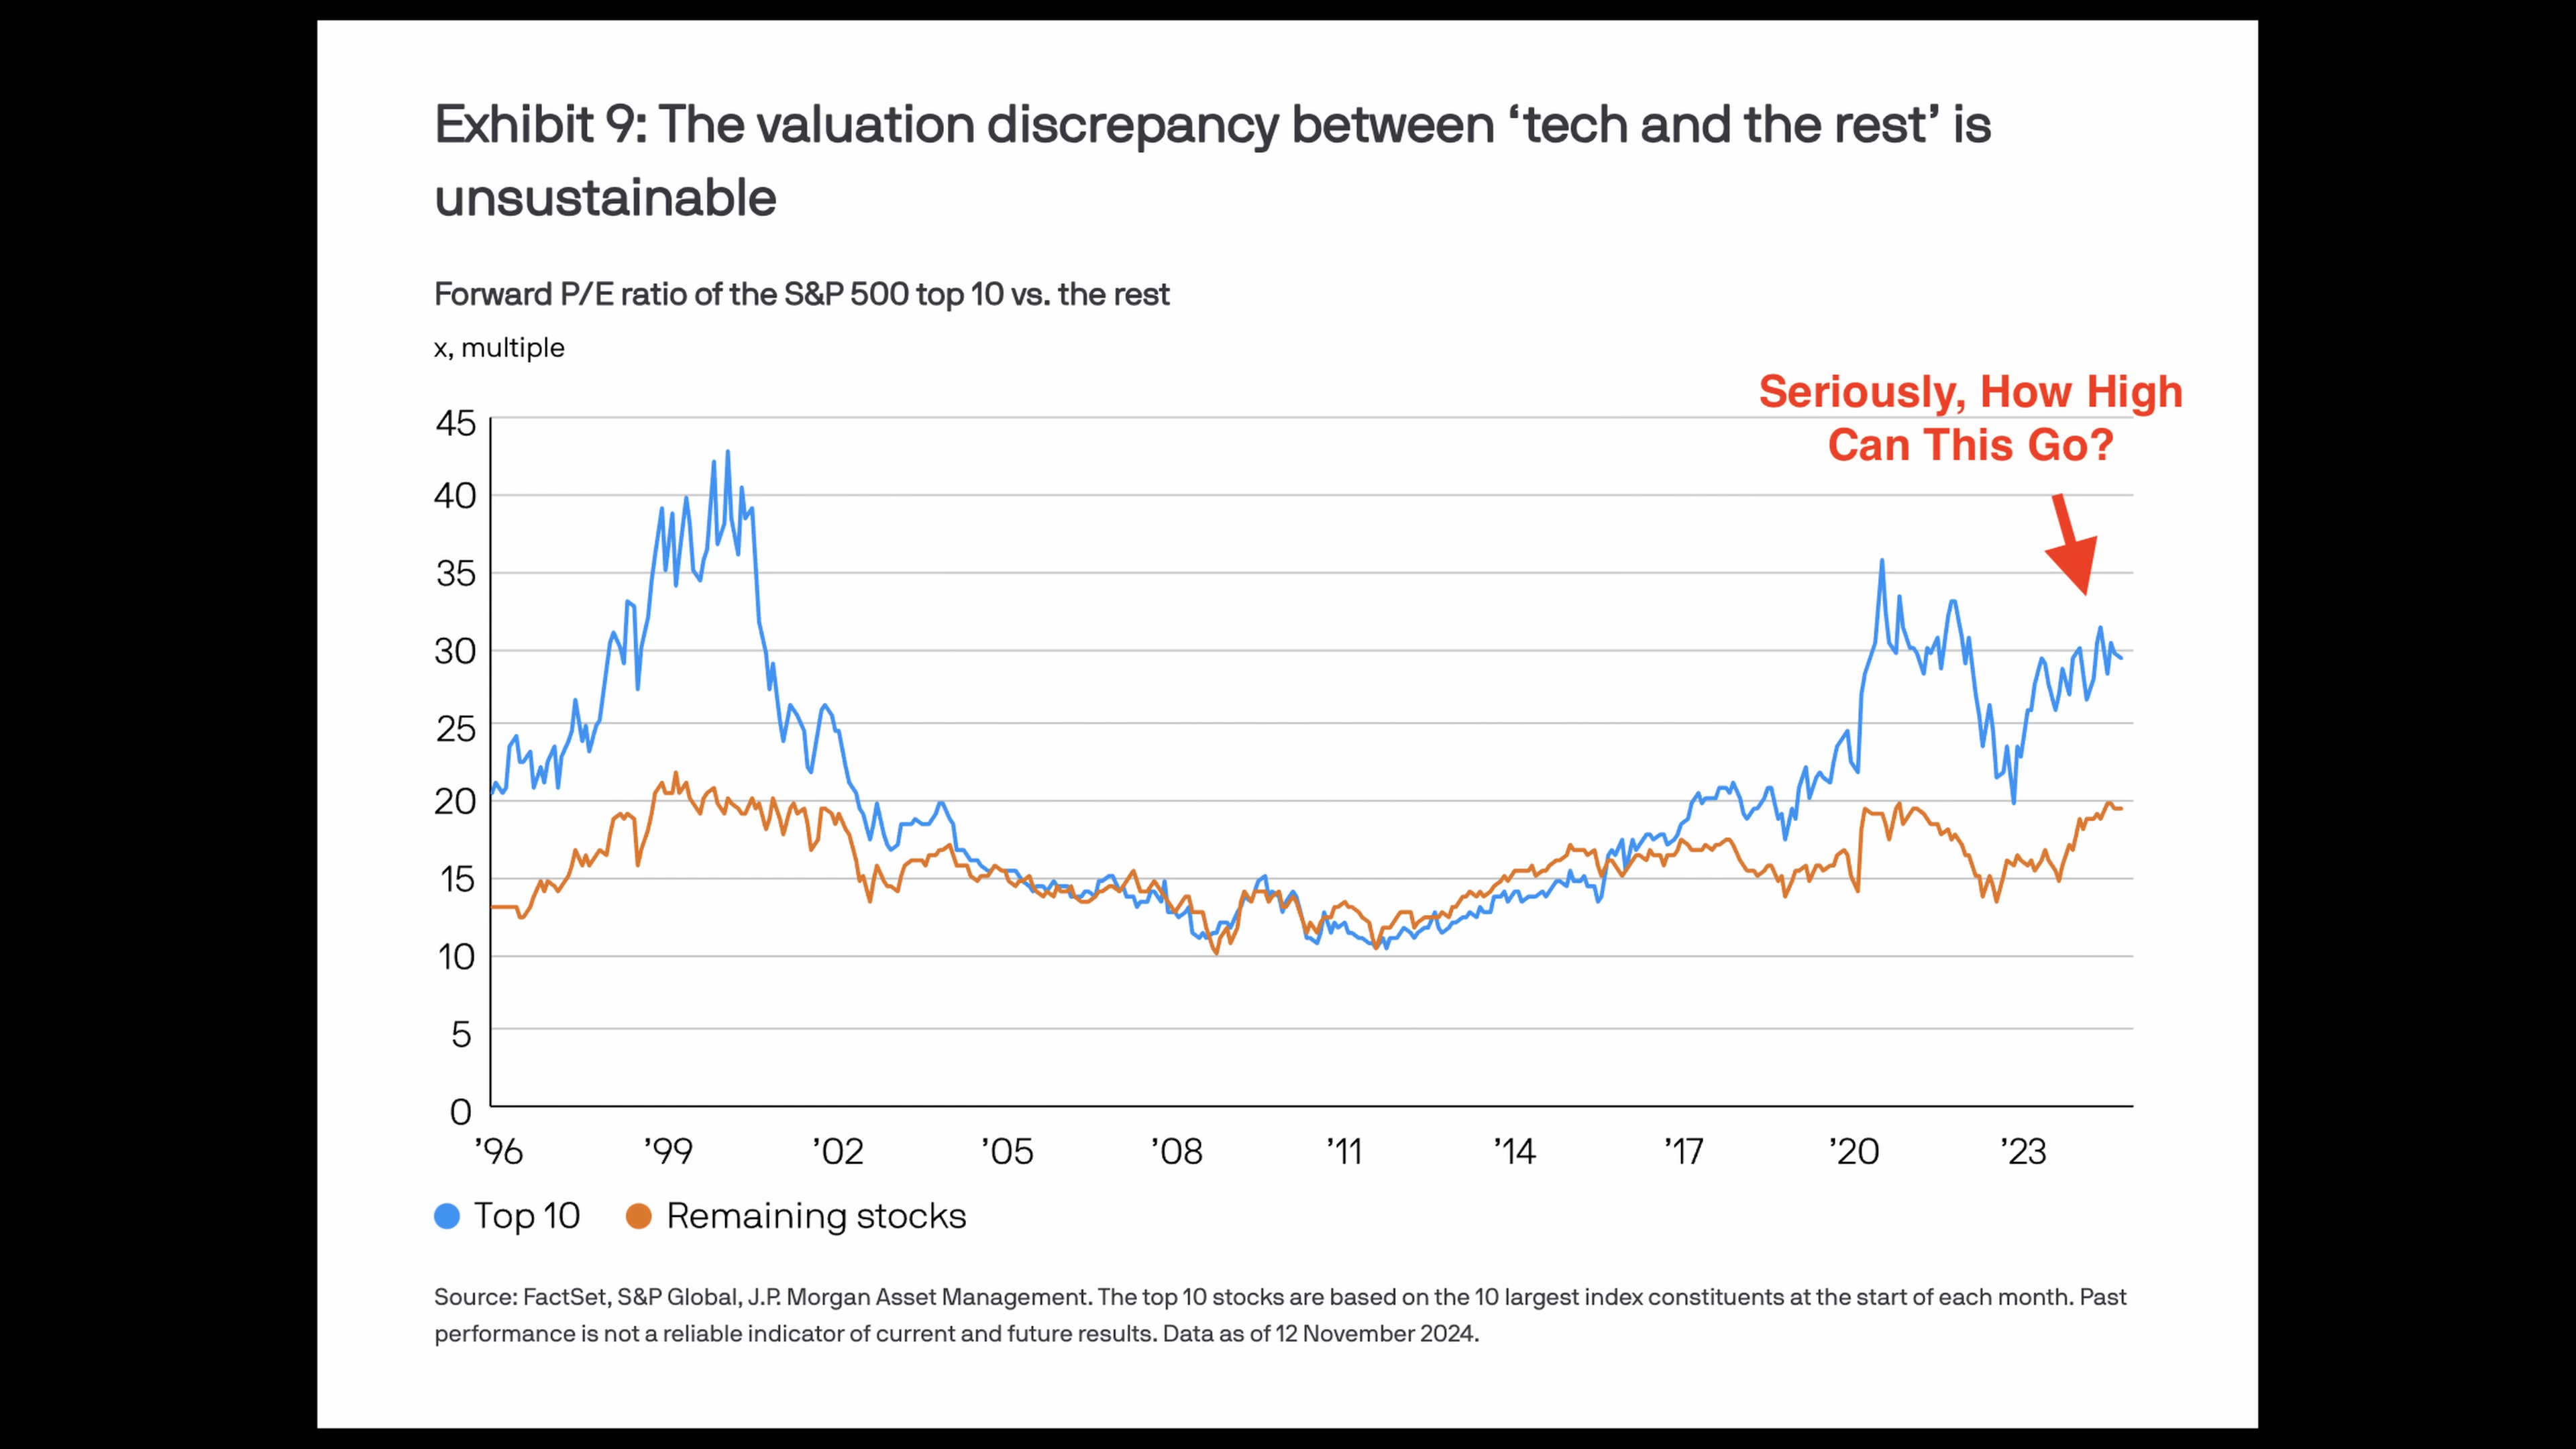 Exhibit 9: The valuation discrepancy between ‘tech and the rest’ is
unsustainable
Forward P/E ratio of the S&P 500 top 10 vs. the rest
x, multiple
Seriously, How High
Can This Go?
45
40
35
30
25
20
15
10
5
0
’96 ’99 ’02 ’05 ’08 ’11 ’14 ’17 ’20 ’23
Top 10 Remaining stocks
Source: FactSet, S&P Global, J.P. Morgan Asset Management. The top 10 stocks are based on the 10 largest index constituents at the start of each month. Past
performance is not a reliable indicator of current and future results. Data as of 12 November 2024.